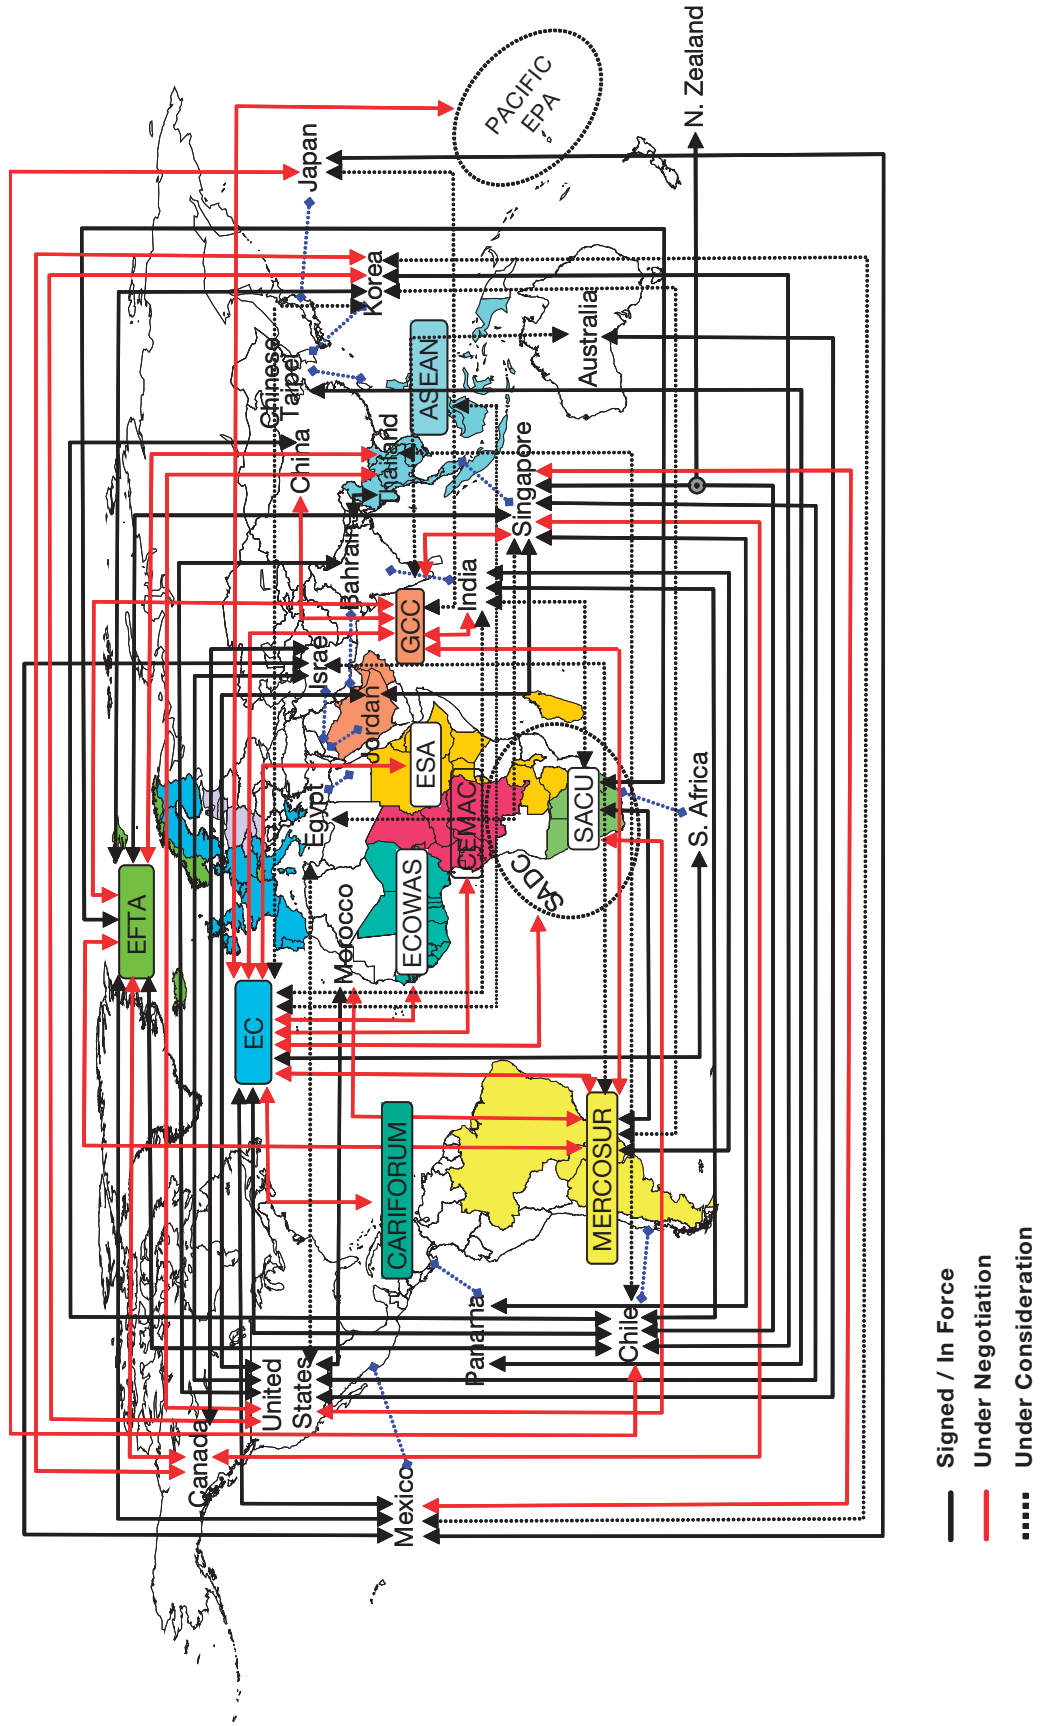 EFTA
Canada
EC
United
States
Chinese
Taipei
China
Japan
Israel
Egypt
Morocco
Bahrain
Jordan
Korea
Thailand
CARIFORUM
Mexico
ECOWAS
GCC
ESA
ASEAN
CEMAC
India
Panama
PACIFIC
EPA
Singapore
SADC
SACU
Australia
MERCOSUR
Chile
S. Africa
N. Zealand
Signed / In Force
Under Negotiation
Under Consideration